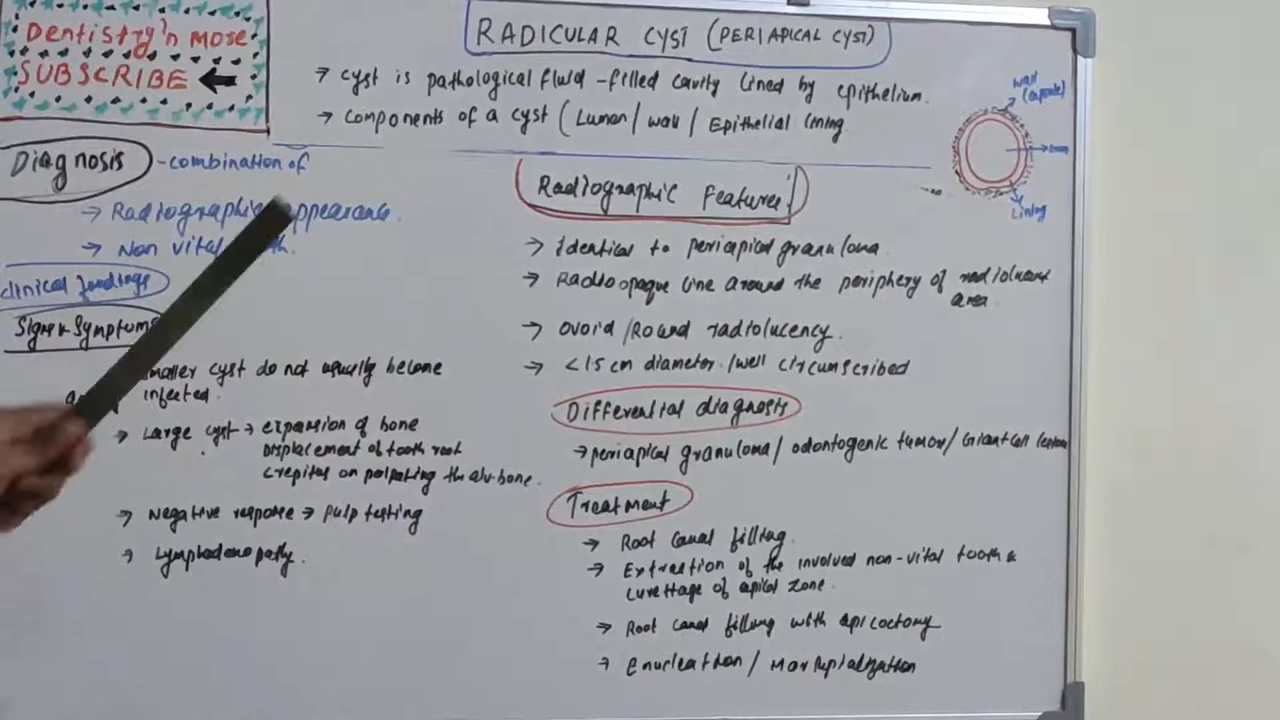 Dentistry'n more
SUBSCRIBE
RADICULAR CYST (PERIAPICAL CYST)
→ cyst is pathological fluid-filled cavity lined by epithelium.
→ components of a cyst (Lumen/wall/Epithelial lining
wall
(capsule)
Lining
Diagnosis - combination of
→ Radiographic appearance.
→ Non vital
clinical findings
Signs & Symptoms
smaller cyst do not usually become
infected.
→ Large cyst → expansion of bone
Displacement of tooth root
crepitus on palpating the alv. bone.
→ Negative response → pulp testing
→ Lymphadenopathy.
Radiographic Features
→ Identical to periapical granuloma.
→ Radioopaque line around the periphery of radiolucent
area
→ ovoid/Round radiolucency.
→ <1.5 cm diameter./well circumscribed
Differential diagnosis
→ periapical granuloma/odontogenic tumor/Giant cell lesion
Treatment
→ Root canal filling.
→ Extraction of the involved non-vital tooth &
curettage of apical zone.
→ Root canal filling with apicoctomy
→ Enucleation/Marsupialization